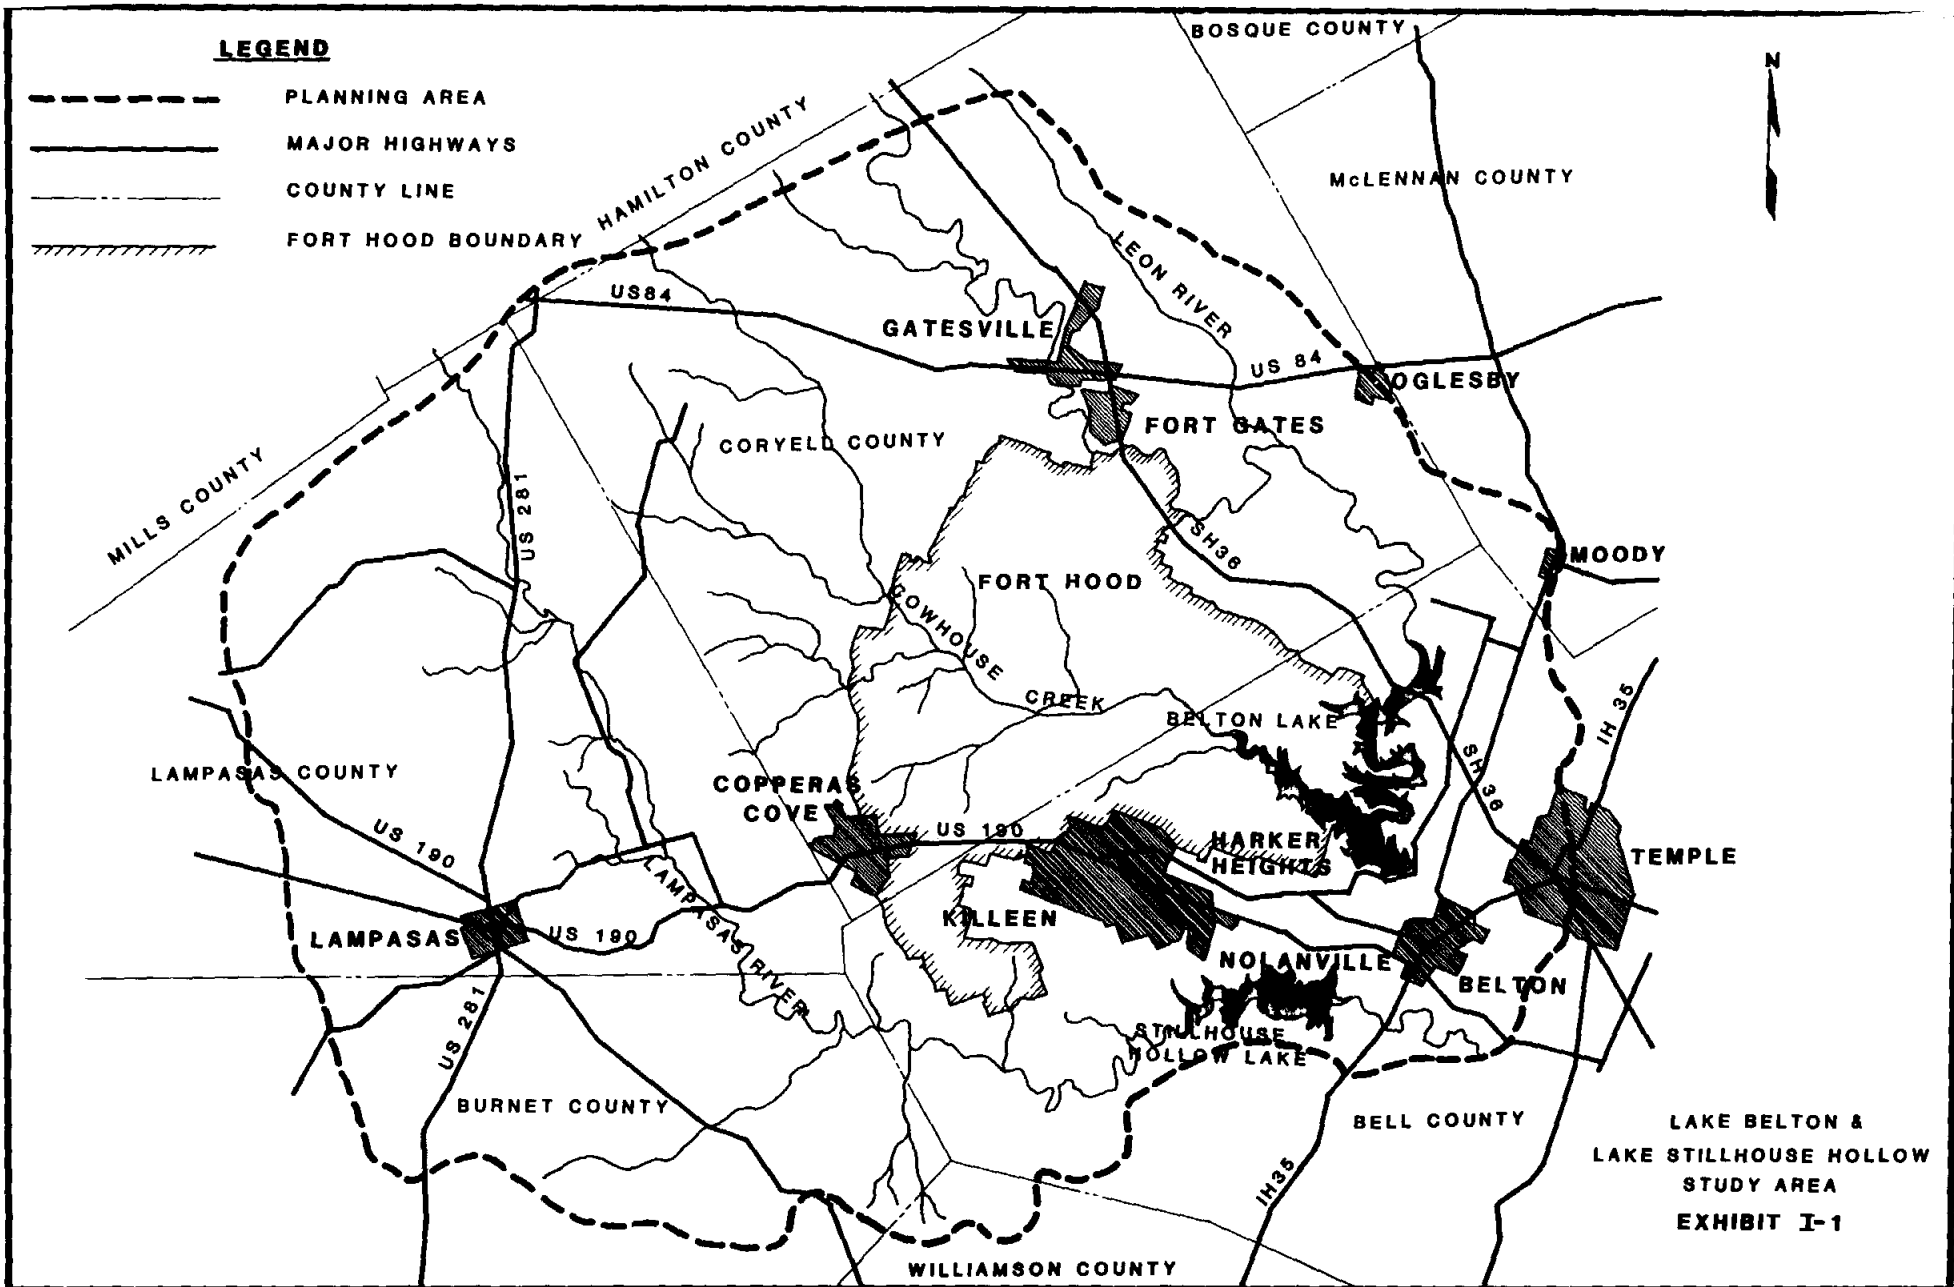 LEGEND
PLANNING AREA
MAJOR HIGHWAYS
COUNTY LINE
FORT HOOD BOUNDARY
BOSQUE COUNTY
N
HAMILTON COUNTY
McLENNAN COUNTY
LEON RIVER
US84
GATESVILLE
US 84
OGLESBY
FORT GATES
CORYELL COUNTY
MILLS COUNTY
US 281
SH36
MOODY
FORT HOOD
COWHOUSE
CREEK
BELTON LAKE
IH 35
SH 36
LAMPASAS COUNTY
COPPERAS
COVE
US 190
US 190
HARKER
HEIGHTS
TEMPLE
LAMPASAS RIVER
KILLEEN
LAMPASAS
US 190
NOLANVILLE
BELTON
US 281
STILLHOUSE
HOLLOW LAKE
BURNET COUNTY
BELL COUNTY
IH35
WILLIAMSON COUNTY
LAKE BELTON &
LAKE STILLHOUSE HOLLOW
STUDY AREA
EXHIBIT I-1